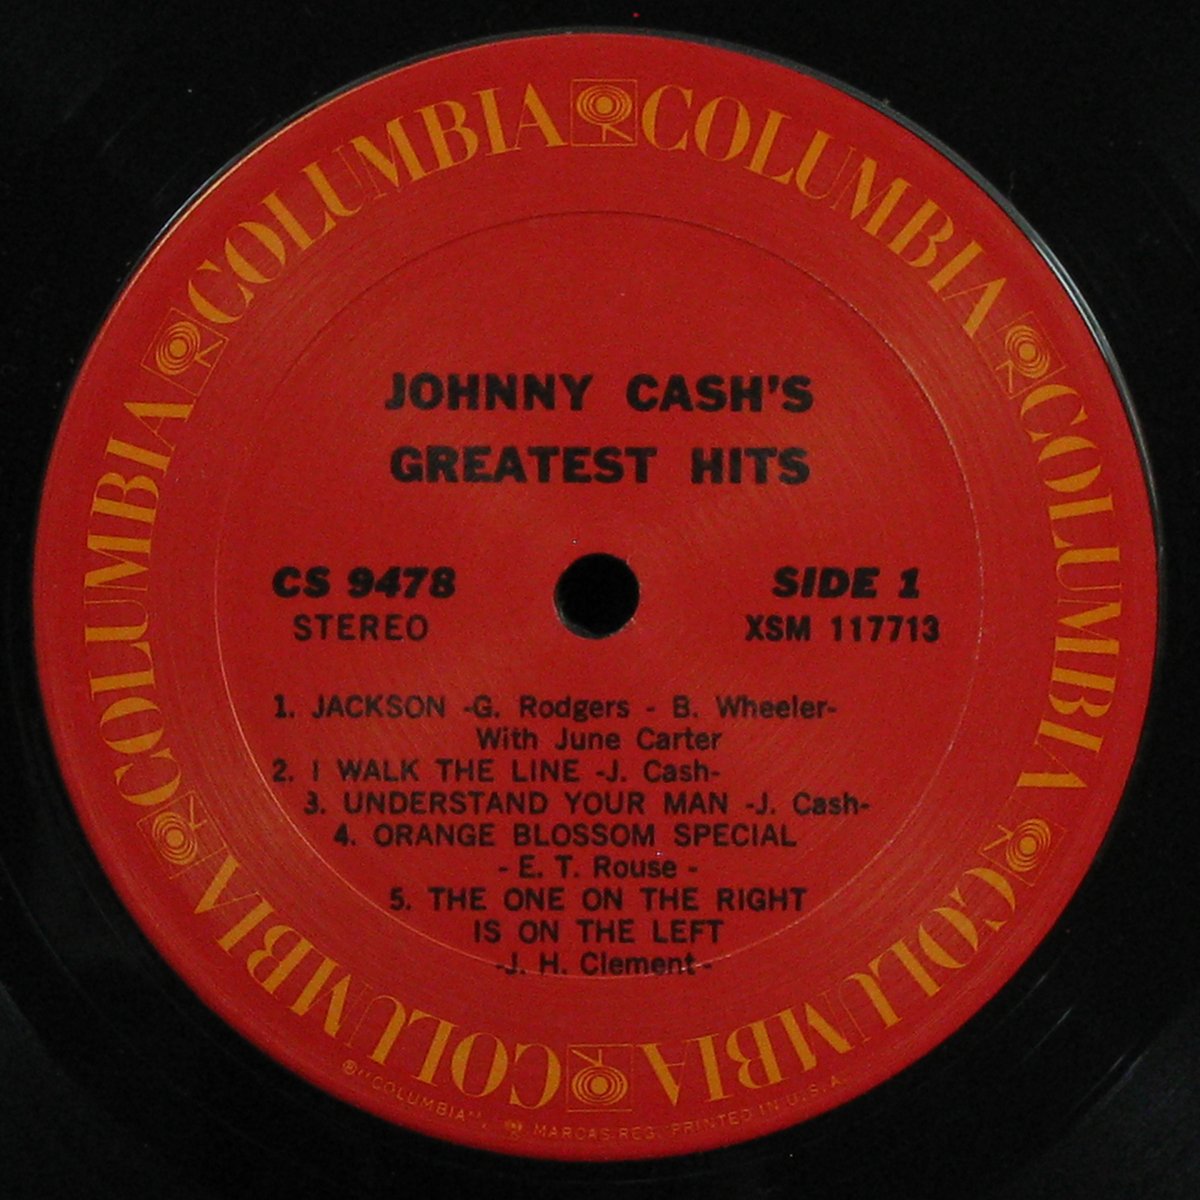 COLUMBIA COLUMBIA COLUMBIA COLUMBIA COLUMBIA COLUMBIA
JOHNNY CASH'S
GREATEST HITS
CS 9478
STEREO
SIDE 1
XSM 117713
1. JACKSON -G. Rodgers - B. Wheeler-
With June Carter
2. I WALK THE LINE -J. Cash-
3. UNDERSTAND YOUR MAN -J. Cash-
4. ORANGE BLOSSOM SPECIAL
- E. T. Rouse -
5. THE ONE ON THE RIGHT
IS ON THE LEFT
-J. H. Clement-
®"COLUMBIA", MARCAS REG. PRINTED IN U.S.A.